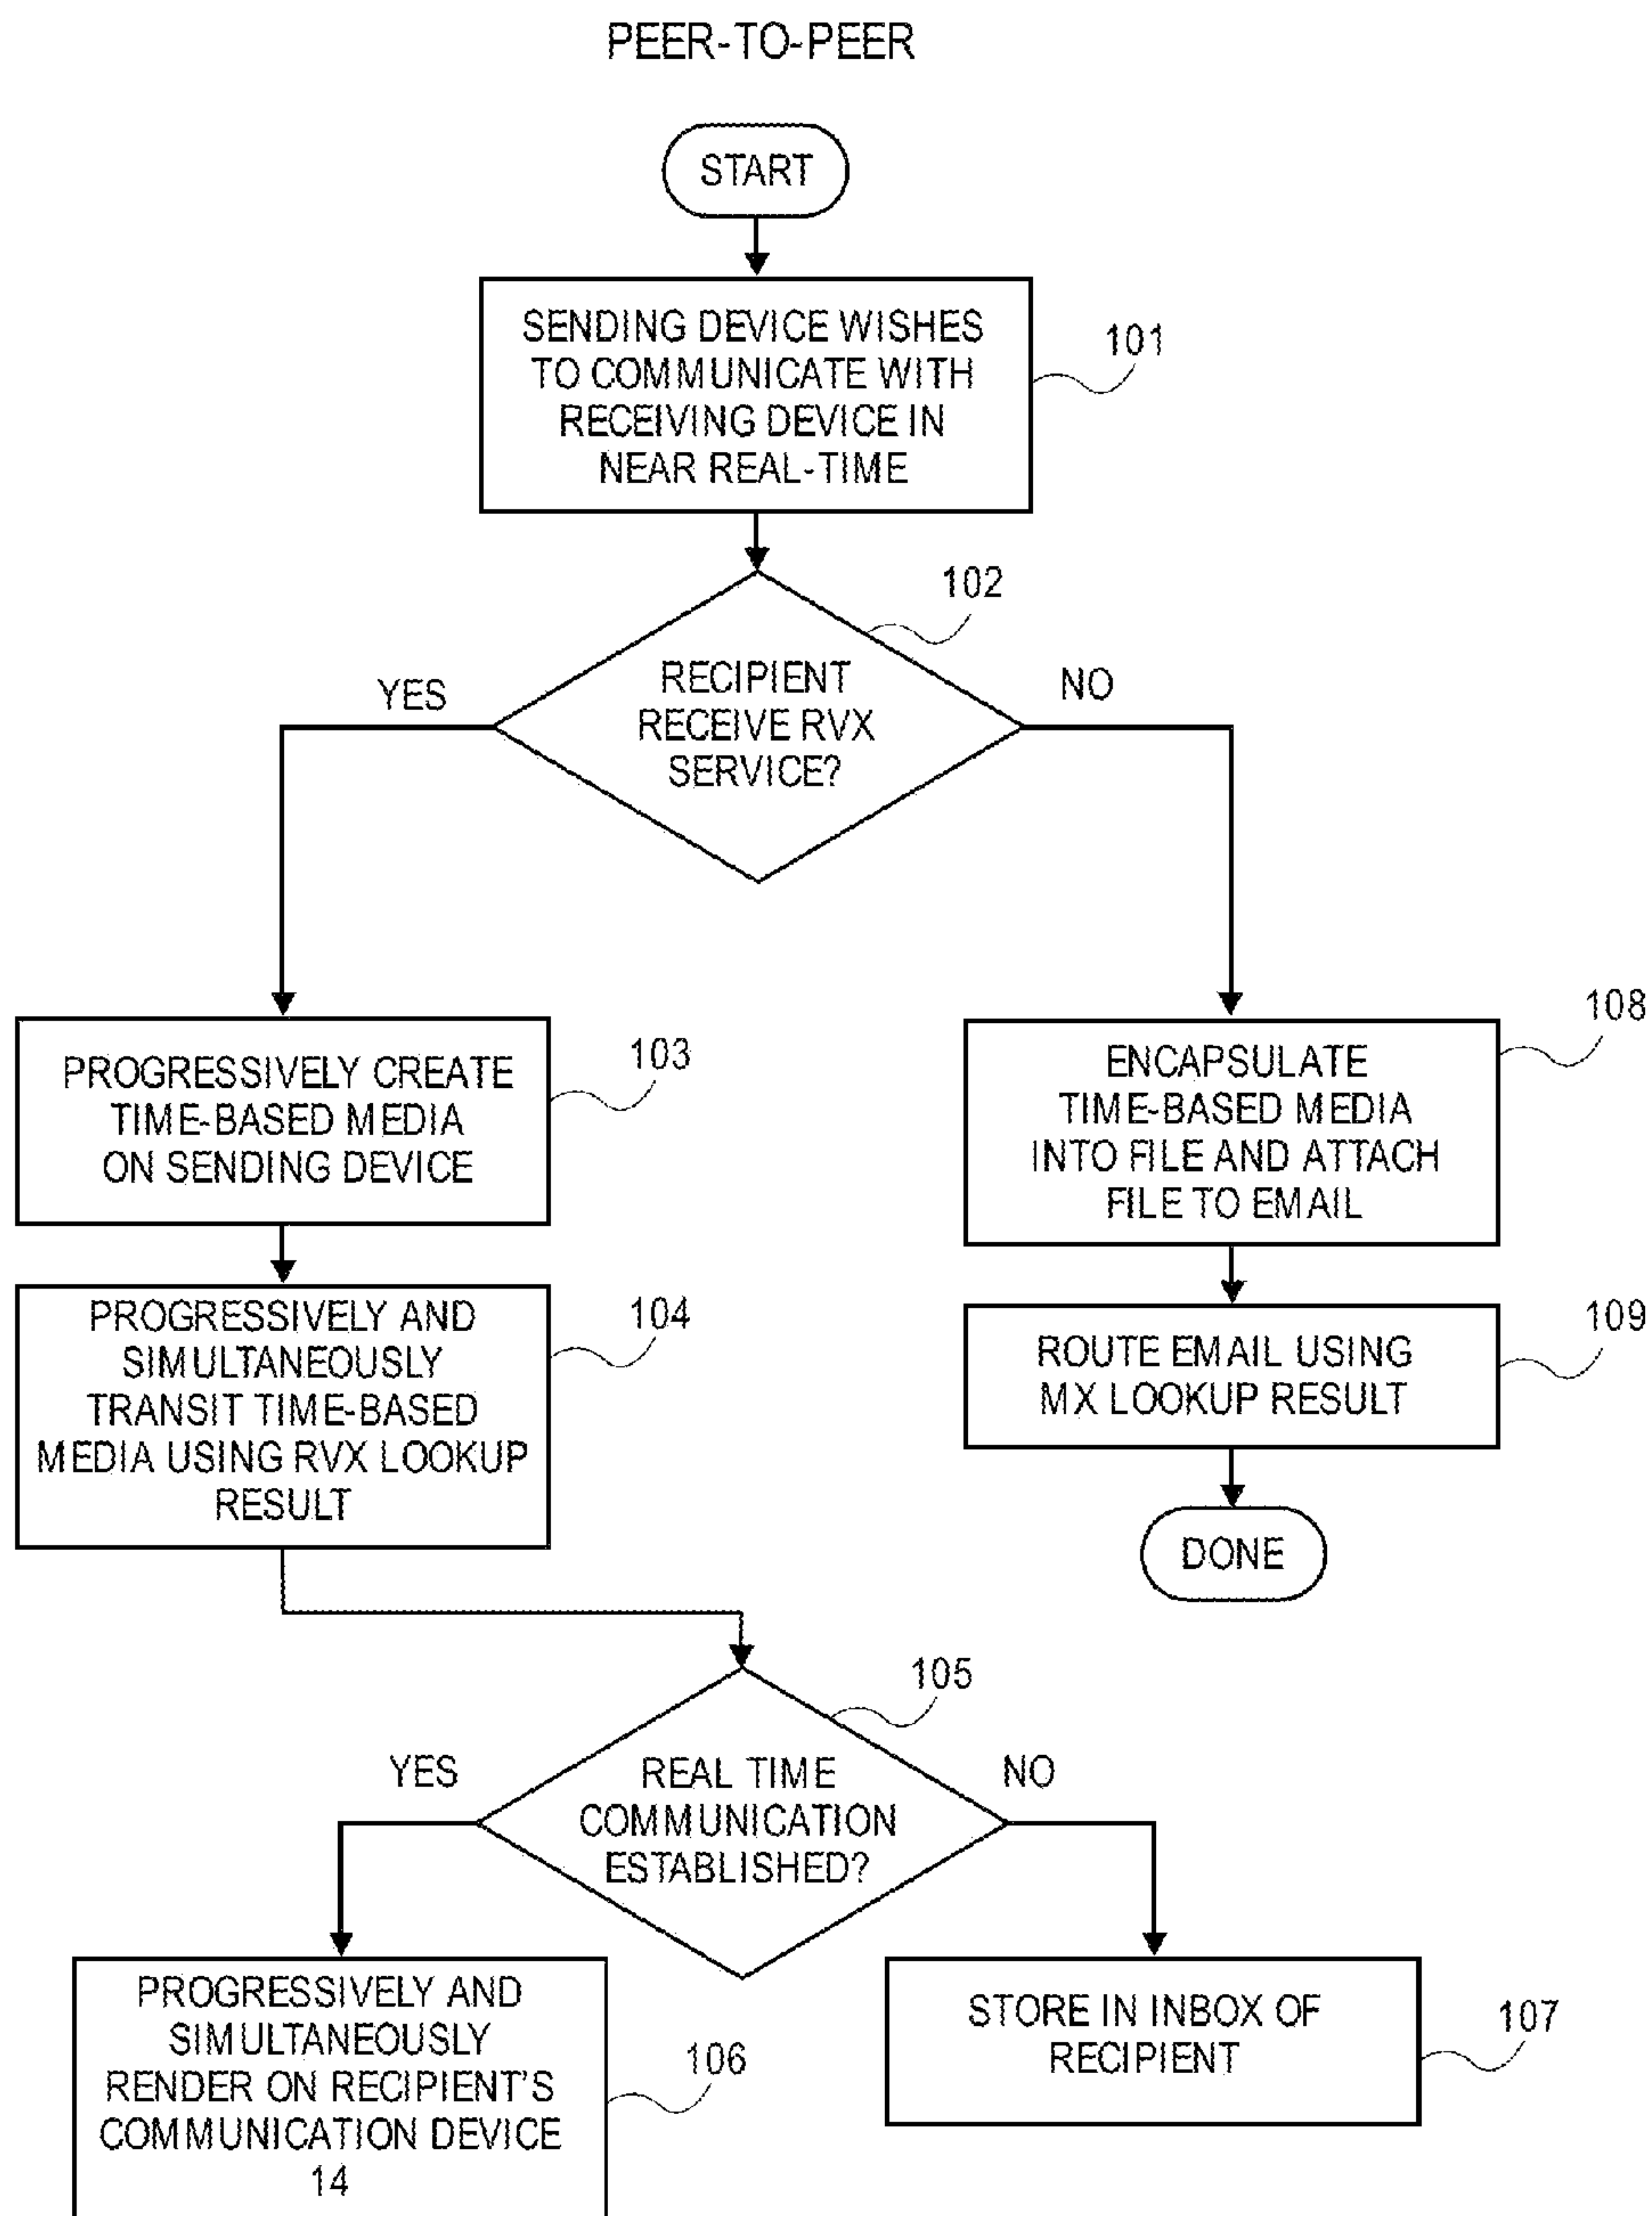 PEER-TO-PEER
START
SENDING DEVICE WISHES
TO COMMUNICATE WITH
RECEIVING DEVICE IN
NEAR REAL-TIME
101
102
RECIPIENT
RECEIVE RVX
SERVICE?
YES
NO
PROGRESSIVELY CREATE
TIME-BASED MEDIA
ON SENDING DEVICE
103
ENCAPSULATE
TIME-BASED MEDIA
INTO FILE AND ATTACH
FILE TO EMAIL
108
PROGRESSIVELY AND
SIMULTANEOUSLY
TRANSIT TIME-BASED
MEDIA USING RVX LOOKUP
RESULT
104
ROUTE EMAIL USING
MX LOOKUP RESULT
109
DONE
105
REAL TIME
COMMUNICATION
ESTABLISHED?
YES
NO
PROGRESSIVELY AND
SIMULTANEOUSLY
RENDER ON RECIPIENT'S
COMMUNICATION DEVICE
14
106
STORE IN INBOX OF
RECIPIENT
107